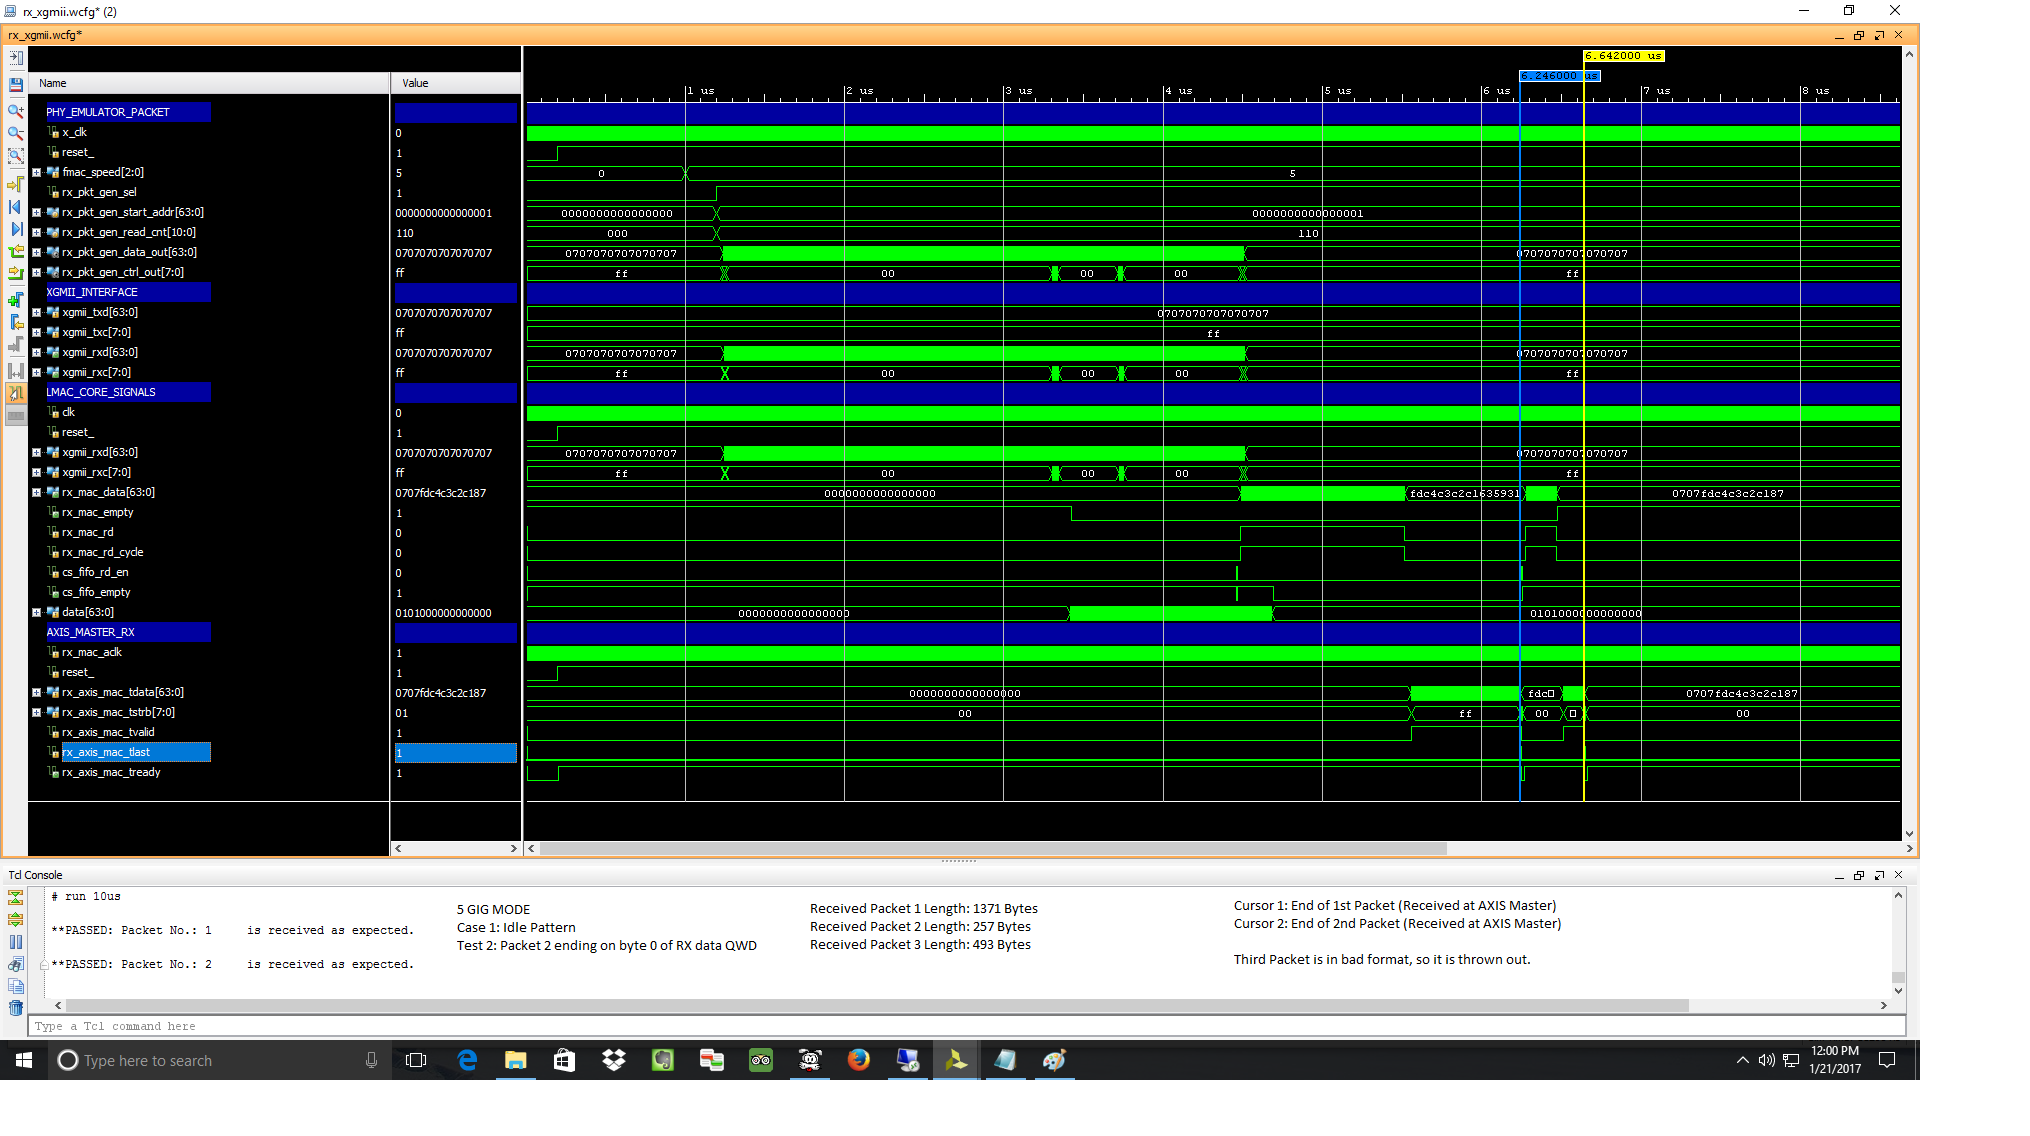 rx_xgmii.wcfg* (2)
rx_xgmii.wcfg*
6.642000 us
6.246000 us
Name Value
1 us 2 us 3 us 4 us 5 us 6 us 7 us 8 us
PHY_EMULATOR_PACKET
x_clk 0
reset_ 1
fmac_speed[2:0] 5 0 5
rx_pkt_gen_sel 1
rx_pkt_gen_start_addr[63:0] 0000000000000001 0000000000000000 0000000000000001
rx_pkt_gen_read_cnt[10:0] 110 000 110
rx_pkt_gen_data_out[63:0] 0707070707070707 0707070707070707 0707070707070707
rx_pkt_gen_ctrl_out[7:0] ff ff 00 00 00 ff
XGMII_INTERFACE
xgmii_txd[63:0] 0707070707070707 0707070707070707
xgmii_txc[7:0] ff ff
xgmii_rxd[63:0] 0707070707070707 0707070707070707 0707070707070707
xgmii_rxc[7:0] ff ff 00 00 00 ff
LMAC_CORE_SIGNALS
clk 0
reset_ 1
xgmii_rxd[63:0] 0707070707070707 0707070707070707 0707070707070707
xgmii_rxc[7:0] ff ff 00 00 00 ff
rx_mac_data[63:0] 0707fdc4c3c2c187 0000000000000000 fdc4c3c2c1635931 0707fdc4c3c2c187
rx_mac_empty 1
rx_mac_rd 0
rx_mac_rd_cycle 0
cs_fifo_rd_en 0
cs_fifo_empty 1
data[63:0] 0101000000000000 0000000000000000 0101000000000000
AXIS_MASTER_RX
rx_mac_aclk 1
reset_ 1
rx_axis_mac_tdata[63:0] 0707fdc4c3c2c187 0000000000000000 fdc 0707fdc4c3c2c187
rx_axis_mac_tstrb[7:0] 01 00 ff 00 00
rx_axis_mac_tvalid 1
rx_axis_mac_tlast 1
rx_axis_mac_tready 1
Tcl Console
# run 10us
**PASSED: Packet No.: 1 is received as expected.
**PASSED: Packet No.: 2 is received as expected.
5 GIG MODE
Case 1: Idle Pattern
Test 2: Packet 2 ending on byte 0 of RX data QWD
Received Packet 1 Length: 1371 Bytes
Received Packet 2 Length: 257 Bytes
Received Packet 3 Length: 493 Bytes
Cursor 1: End of 1st Packet (Received at AXIS Master)
Cursor 2: End of 2nd Packet (Received at AXIS Master)
Third Packet is in bad format, so it is thrown out.
Type a Tcl command here
Type here to search
12:00 PM
1/21/2017